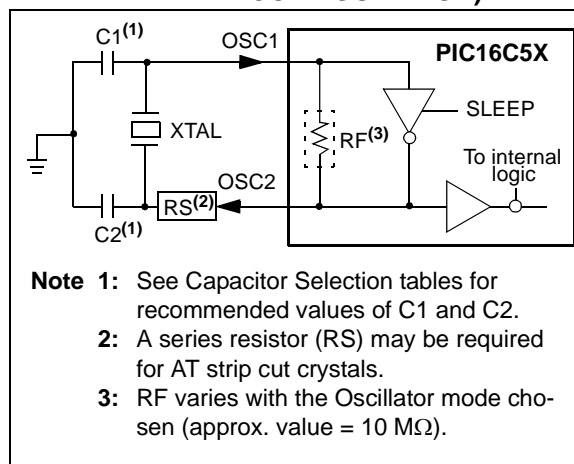 C1(1)
OSC1
PIC16C5X
SLEEP
XTAL
RF(3)
To internal
logic
OSC2
RS(2)
C2(1)
Note 1: See Capacitor Selection tables for
recommended values of C1 and C2.
2: A series resistor (RS) may be required
for AT strip cut crystals.
3: RF varies with the Oscillator mode cho-
sen (approx. value = 10 MΩ).